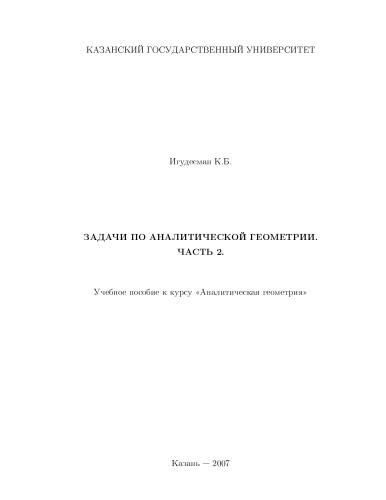 КАЗАНСКИЙ ГОСУДАРСТВЕННЫЙ УНИВЕРСИТЕТ
Игудесман К.Б.
ЗАДАЧИ ПО АНАЛИТИЧЕСКОЙ ГЕОМЕТРИИ.
ЧАСТЬ 2.
Учебное пособие к курсу «Аналитическая геометрия»
Казань — 2007